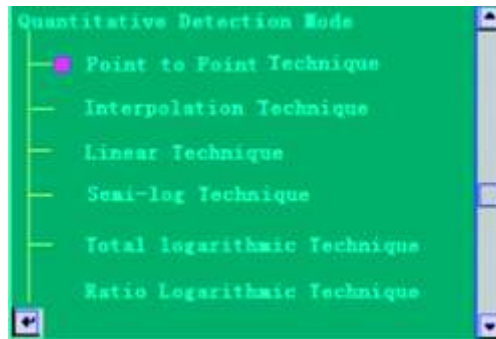 Quantitative Detection Mode
Point to Point Technique
Interpolation Technique
Linear Technique
Semi-log Technique
Total logarithmic Technique
Ratio Logarithmic Technique